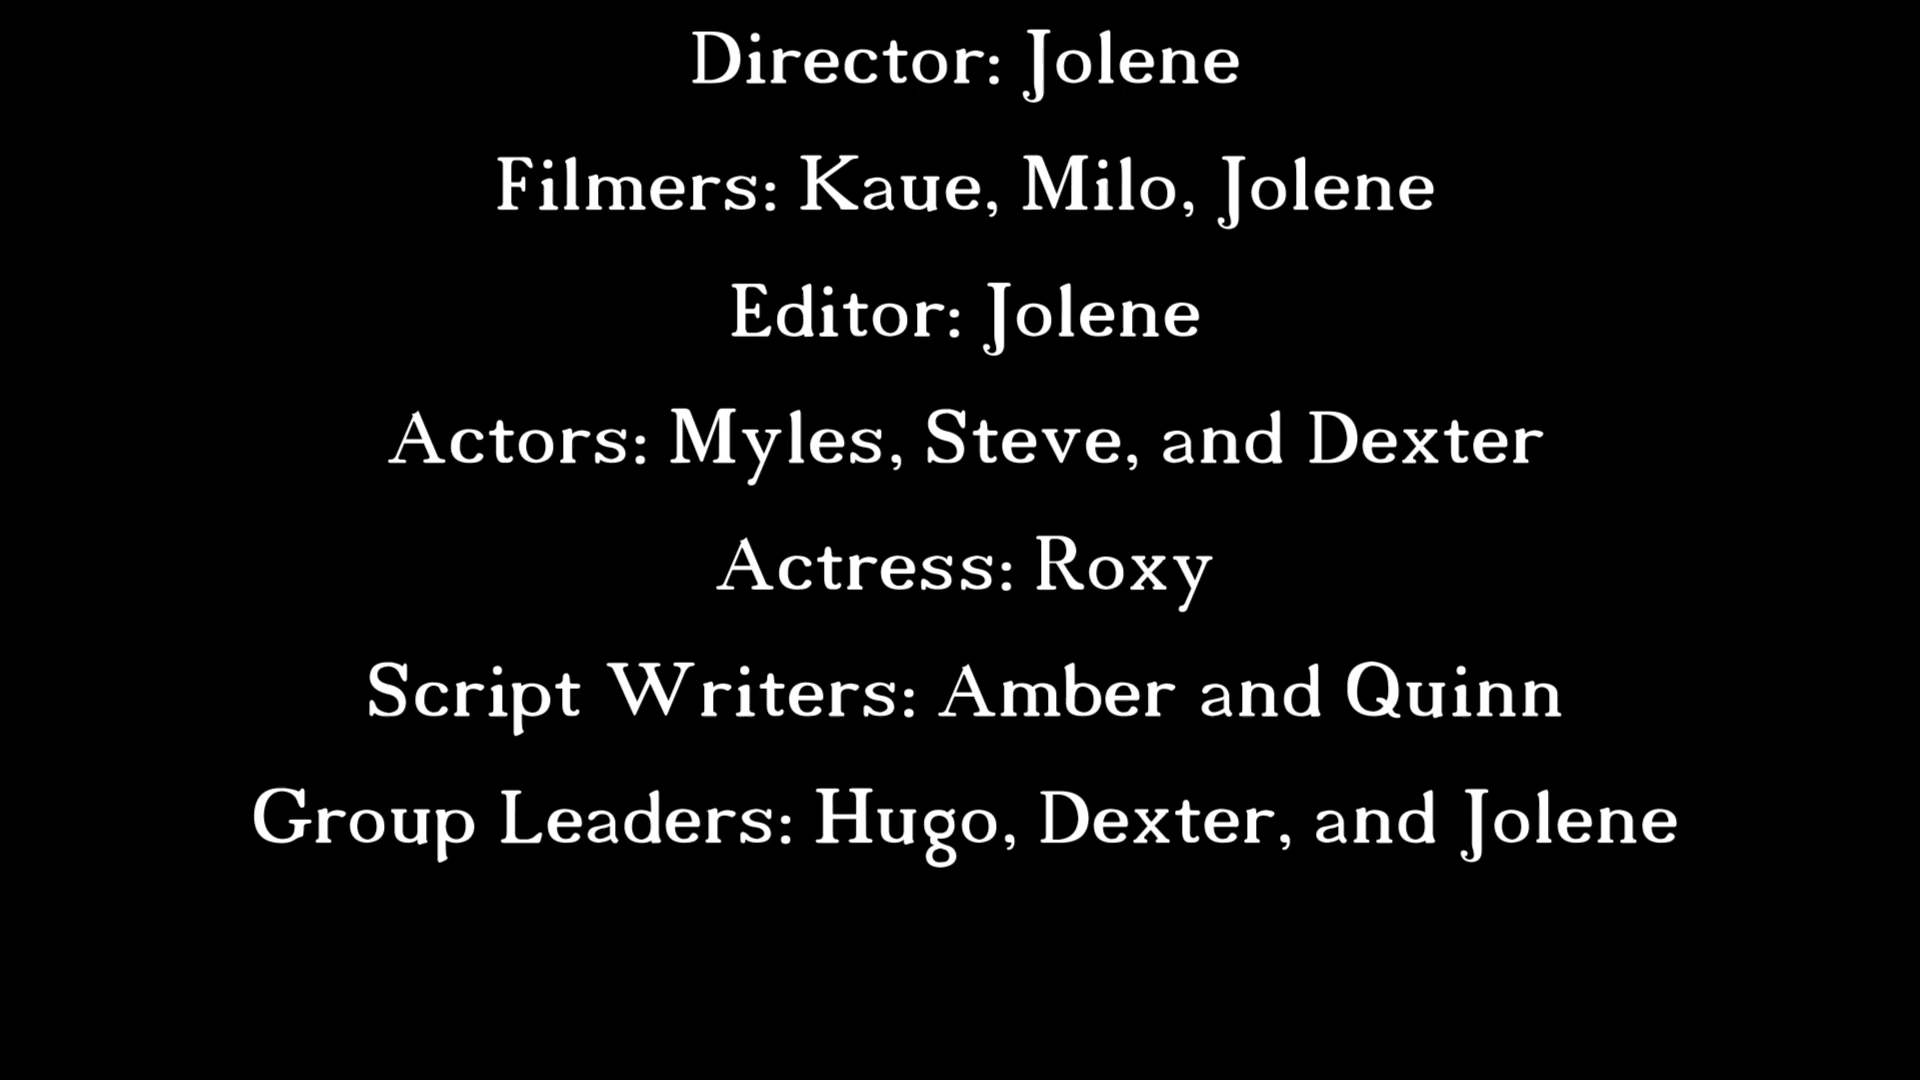 Director: Jolene
Filmers: Kaue, Milo, Jolene
Editor: Jolene
Actors: Myles, Steve, and Dexter
Actress: Roxy
Script Writers: Amber and Quinn
Group Leaders: Hugo, Dexter, and Jolene